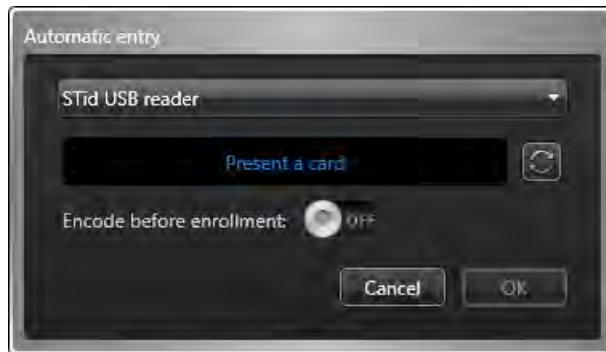 Automatic entry
STid USB reader
Present a card
Encode before enrollment: OFF
Cancel OK